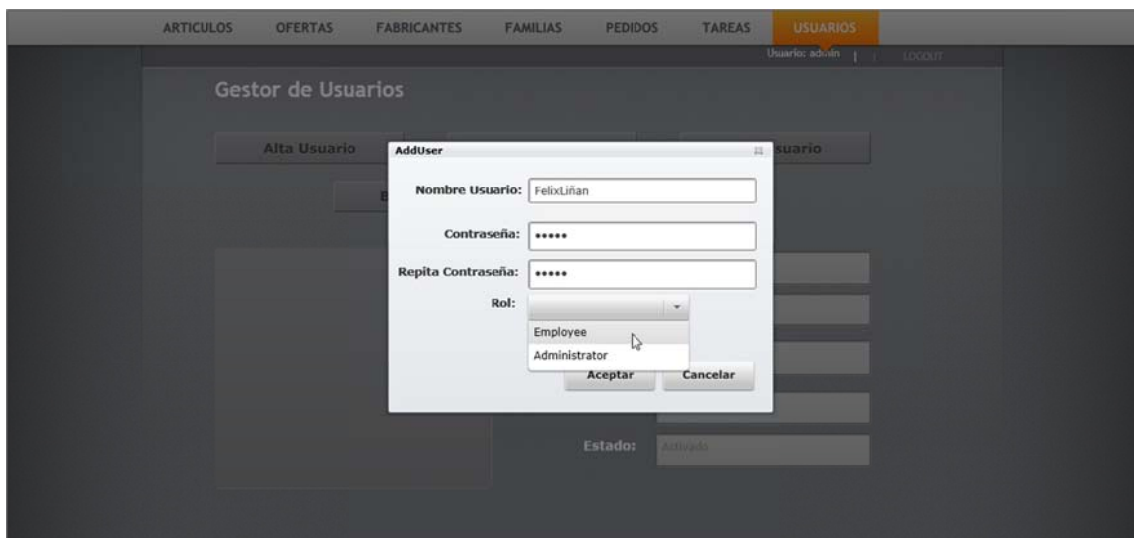 ARTICULOS OFERTAS FABRICANTES FAMILIAS PEDIDOS TAREAS USUARIOS
Usuario: admin | | LOGOUT
Gestor de Usuarios
Alta Usuario suario
AddUser
Nombre Usuario: FelixLiñan
Contraseña: •••••
Repita Contraseña: •••••
Rol:
Employee
Administrator
Aceptar Cancelar
Estado: Activado